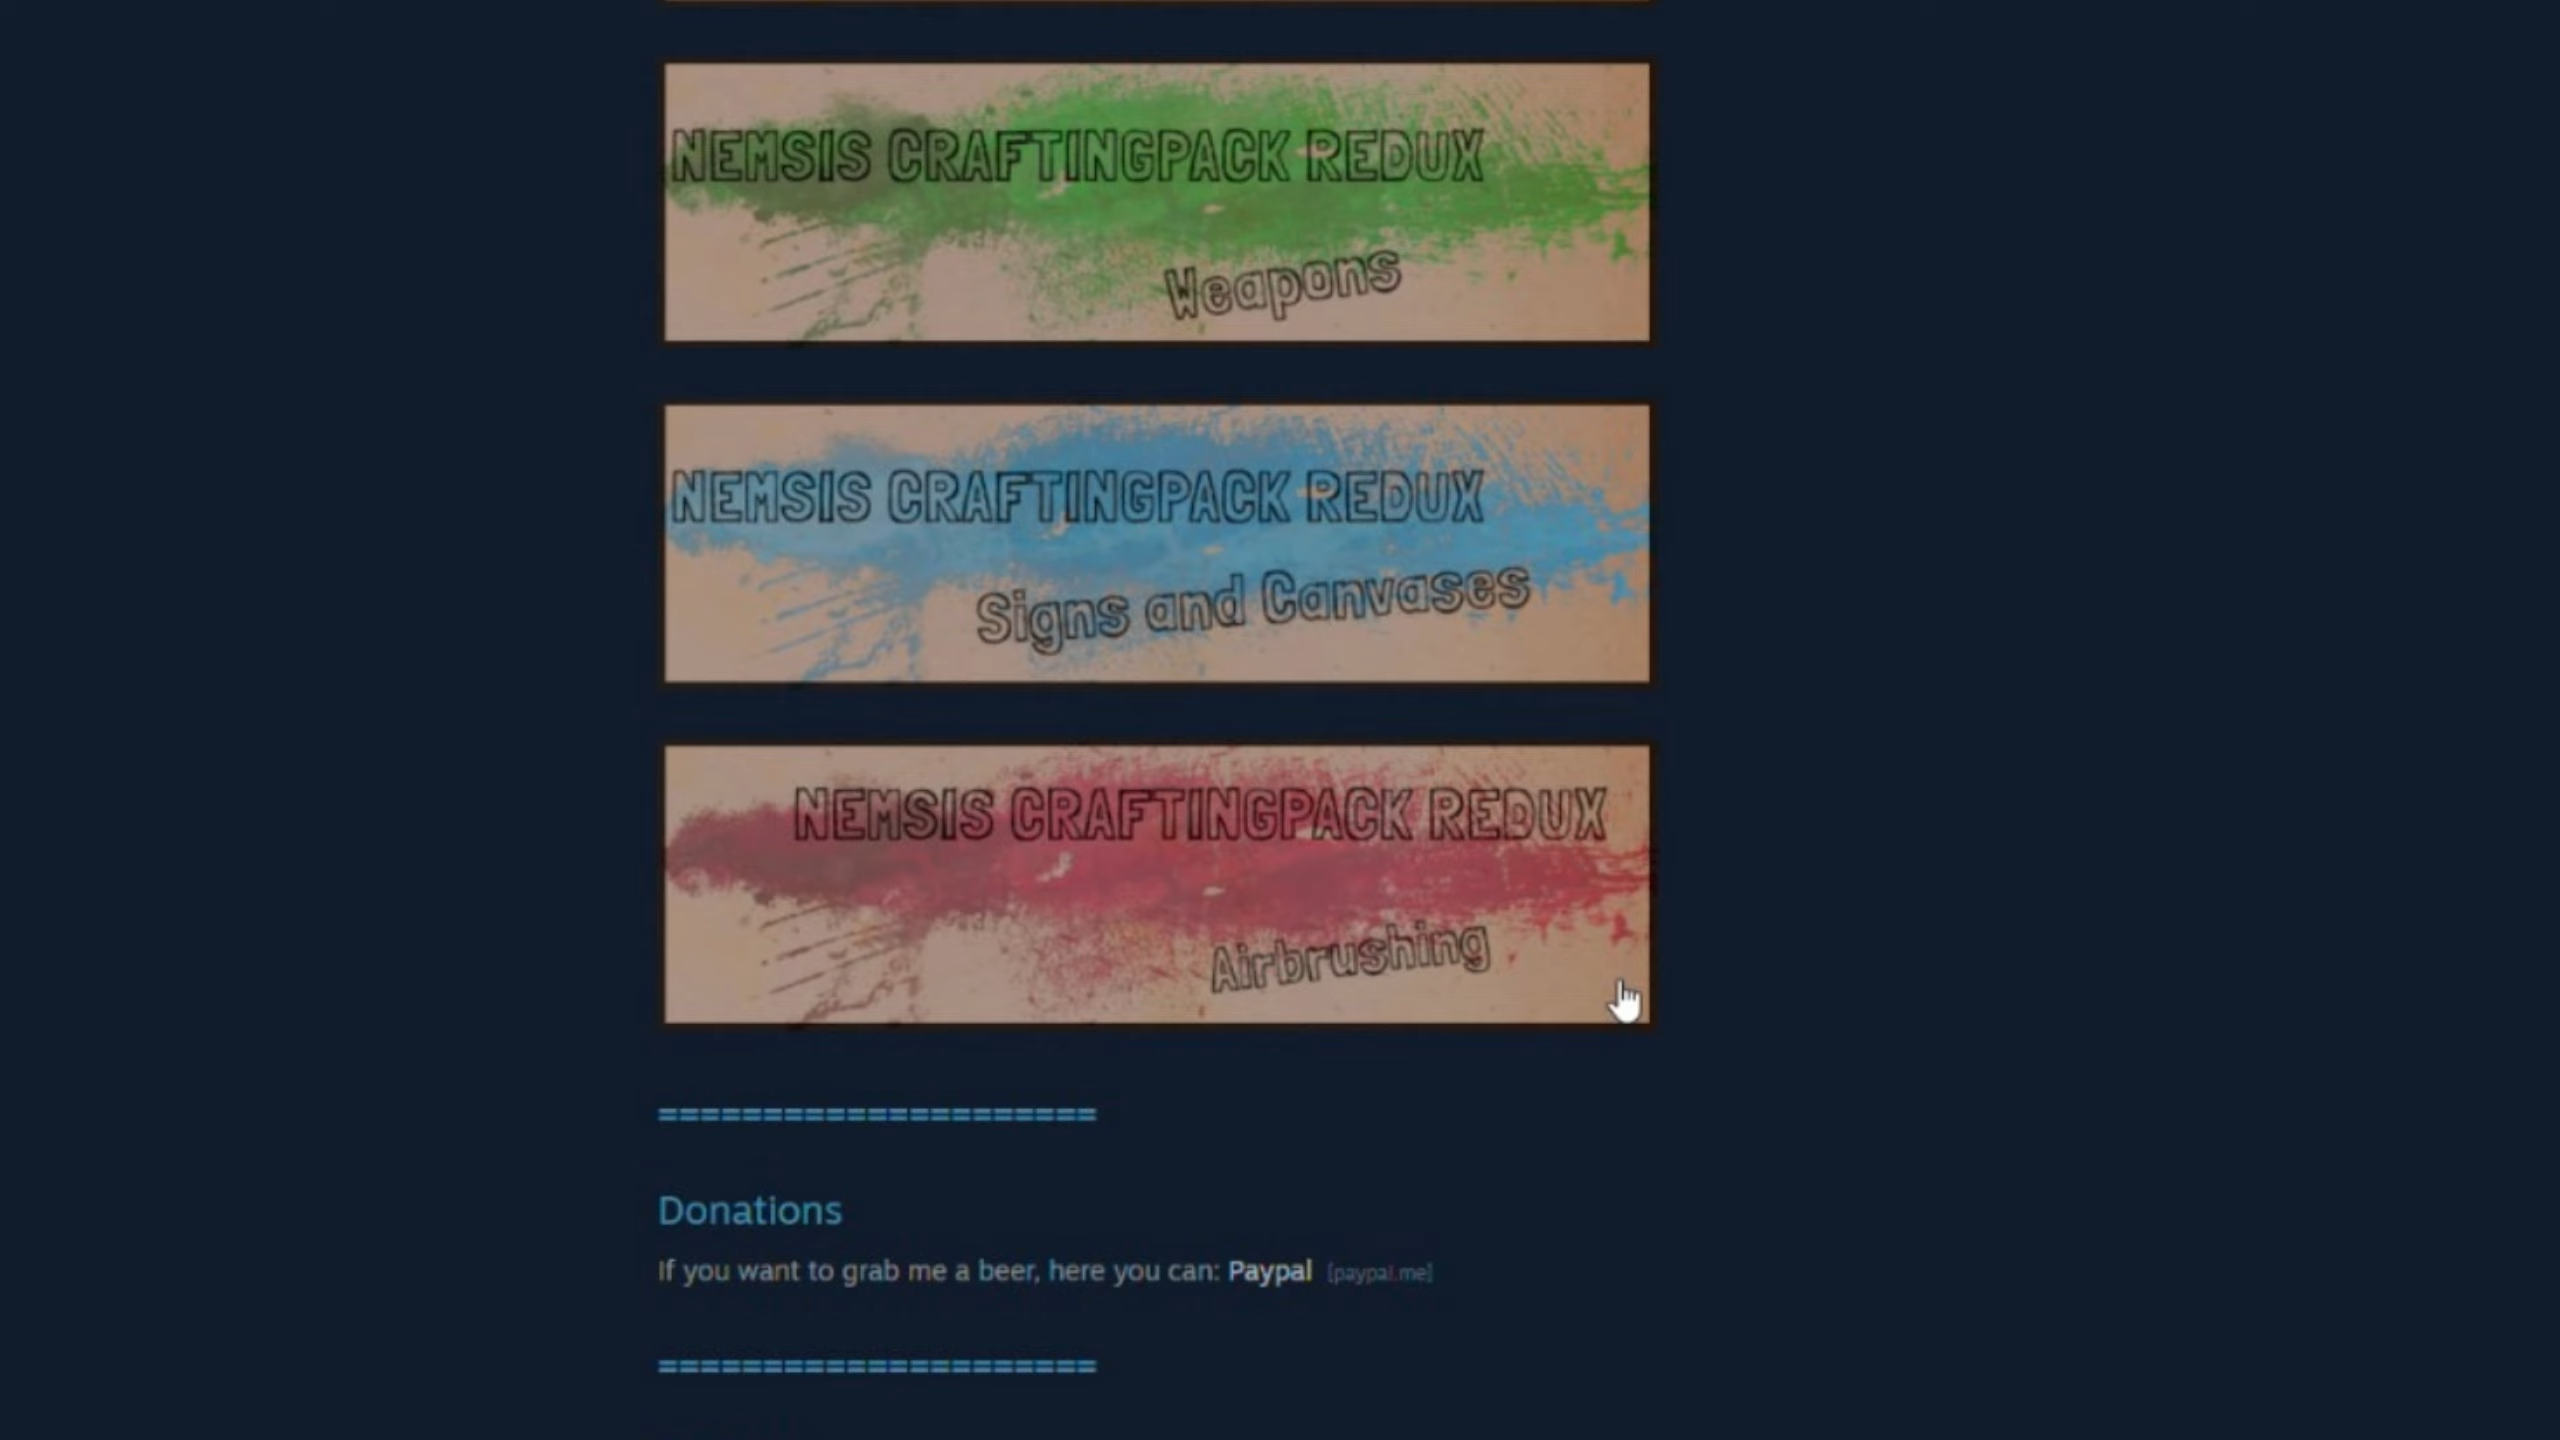 NEMSIS CRAFTINGPACK REDUX
Weapons
NEMSIS CRAFTINGPACK REDUX
Signs and Canvases
NEMSIS CRAFTINGPACK REDUX
Airbrushing
=====================
Donations
If you want to grab me a beer, here you can: Paypal [paypal.me]
=====================